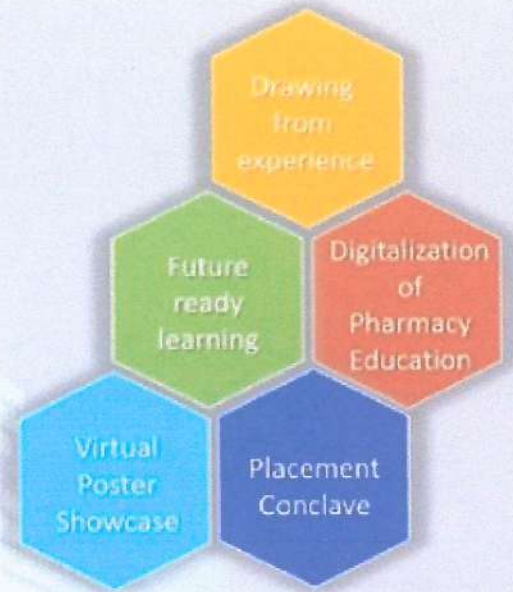 Drawing
from
experience
Future
ready
learning
Digitalization
of
Pharmacy
Education
Virtual
Poster
Showcase
Placement
Conclave